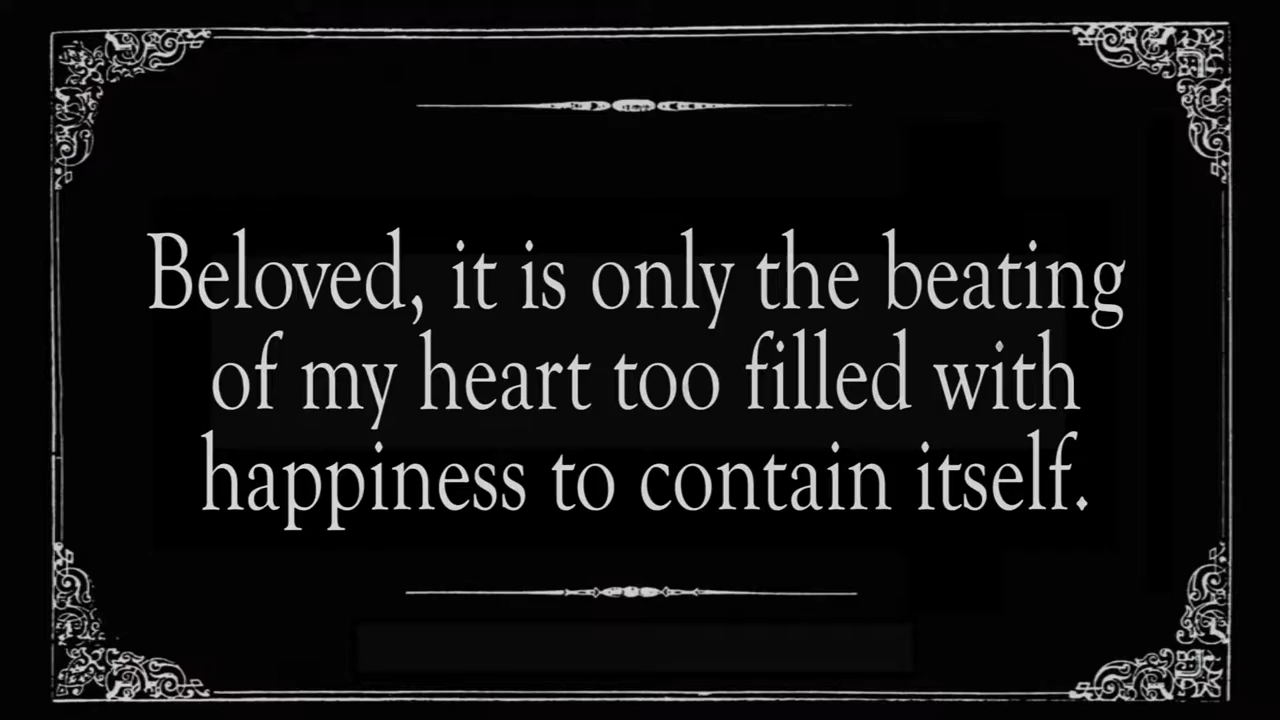 Beloved, it is only the beating
of my heart too filled with
happiness to contain itself.